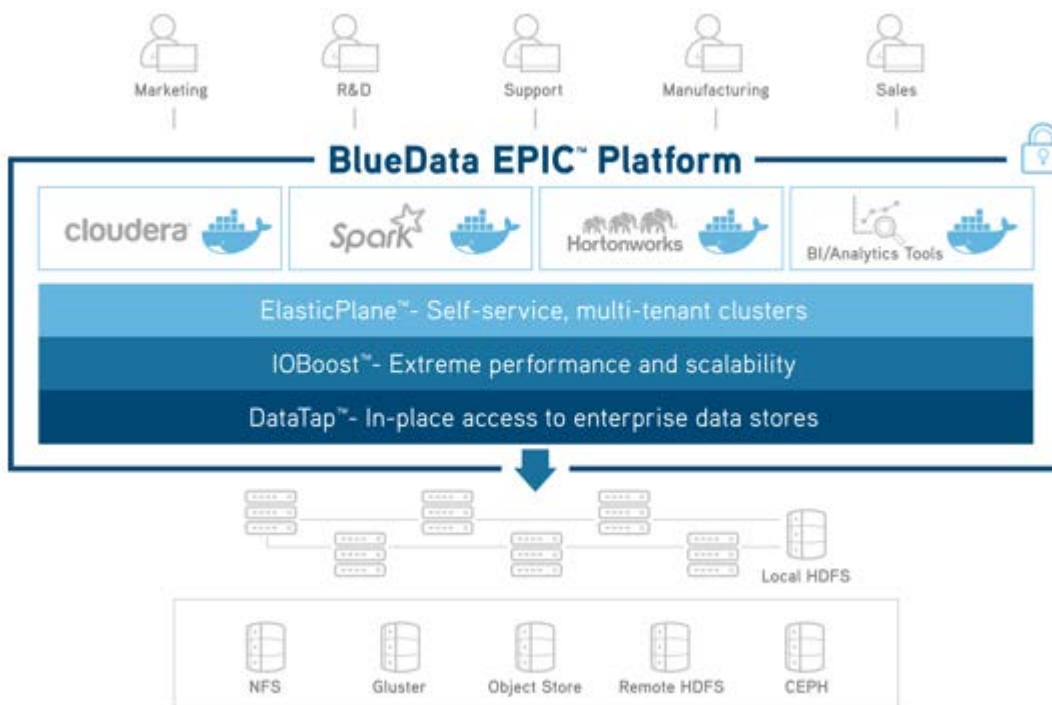 Marketing
R&D
Support
Manufacturing
Sales
BlueData EPIC™ Platform
cloudera
Spark
Hortonworks
BI/Analytics Tools
ElasticPlane™- Self-service, multi-tenant clusters
IOBoost™- Extreme performance and scalability
DataTap™- In-place access to enterprise data stores
Local HDFS
NFS
Gluster
Object Store
Remote HDFS
CEPH